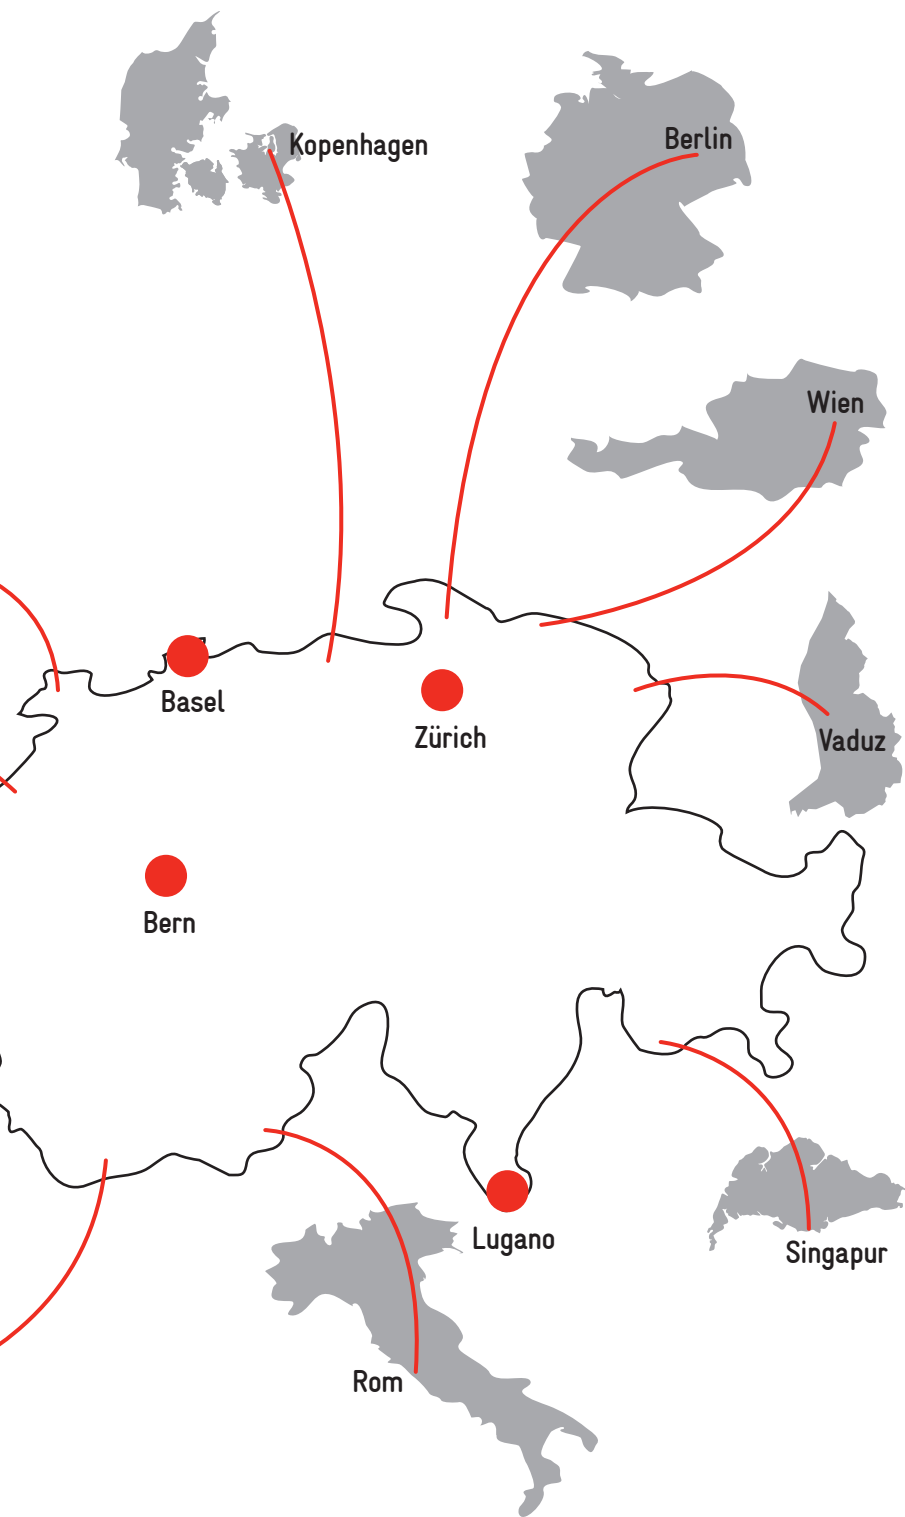 Kopenhagen
Berlin
Wien
Basel
Zürich
Vaduz
Bern
Lugano
Singapur
Rom